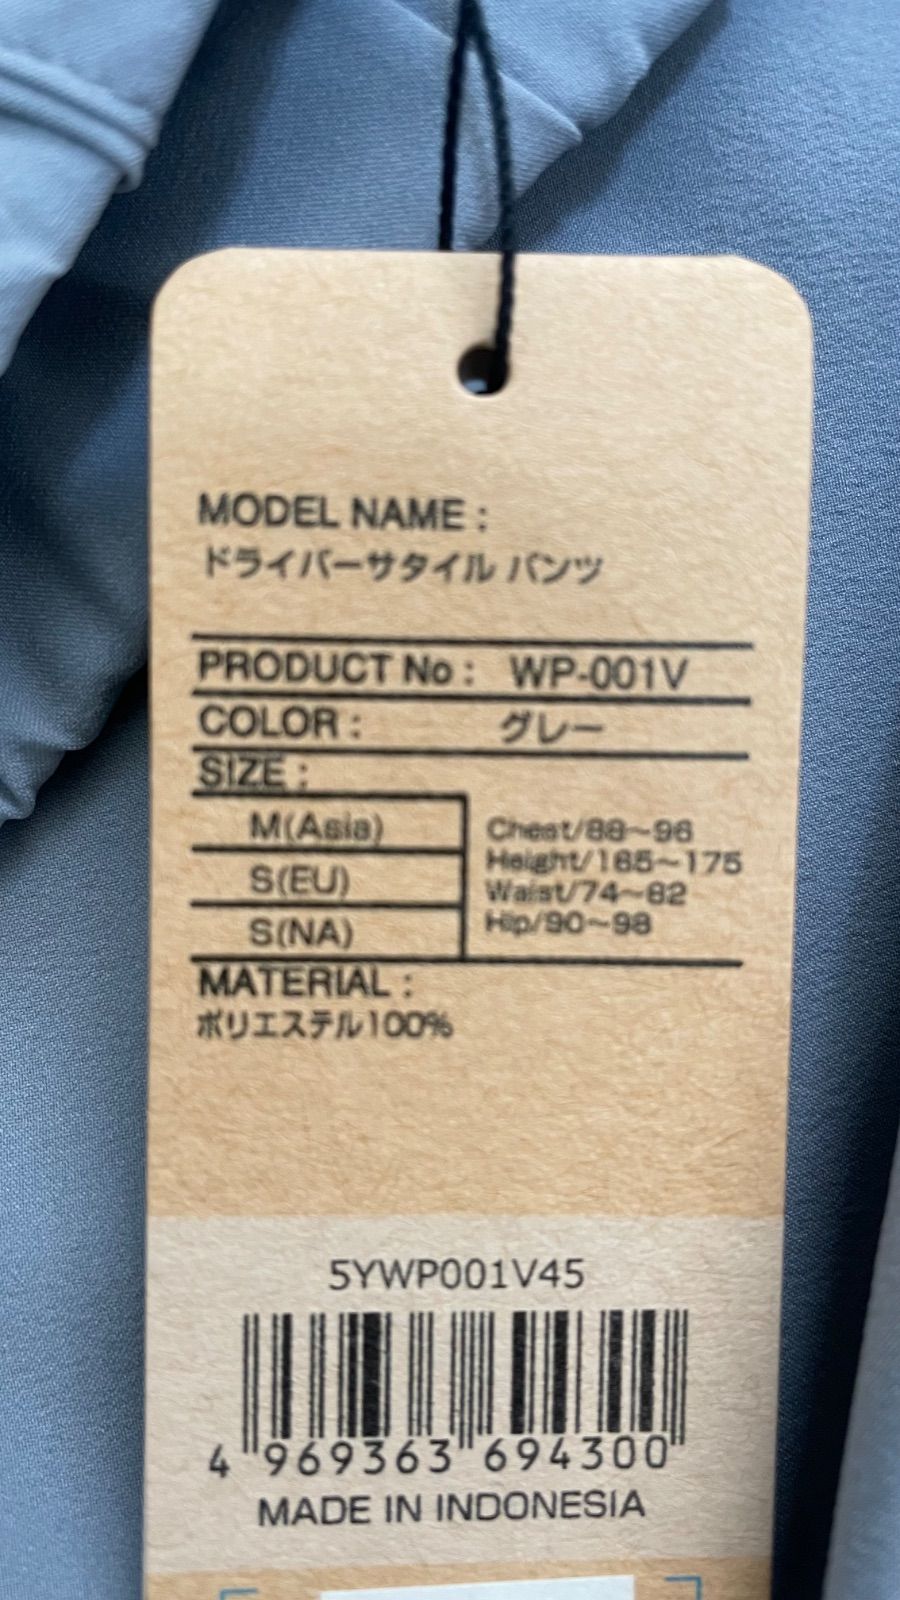 MODEL NAME :
ドライバーサタイル パンツ
PRODUCT No : WP-001V
COLOR : グレー
SIZE :
M(Asia)
S(EU)
S(NA)
Chest/88～96
Height/165～175
Waist/74～82
Hip/90～98
MATERIAL :
ポリエステル100%
5YWP001V45
4 969363 694300
MADE IN INDONESIA